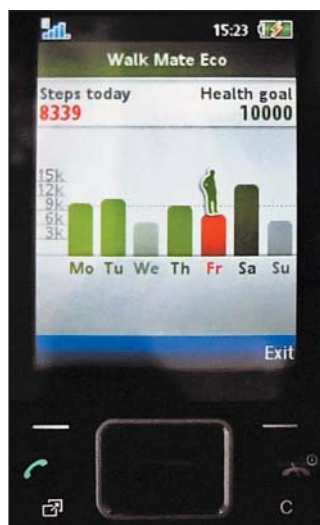 15:23
Walk Mate Eco
Steps today Health goal
8339 10000
15k
12k
9k
6k
3k
Mo Tu We Th Fr Sa Su
Exit
C